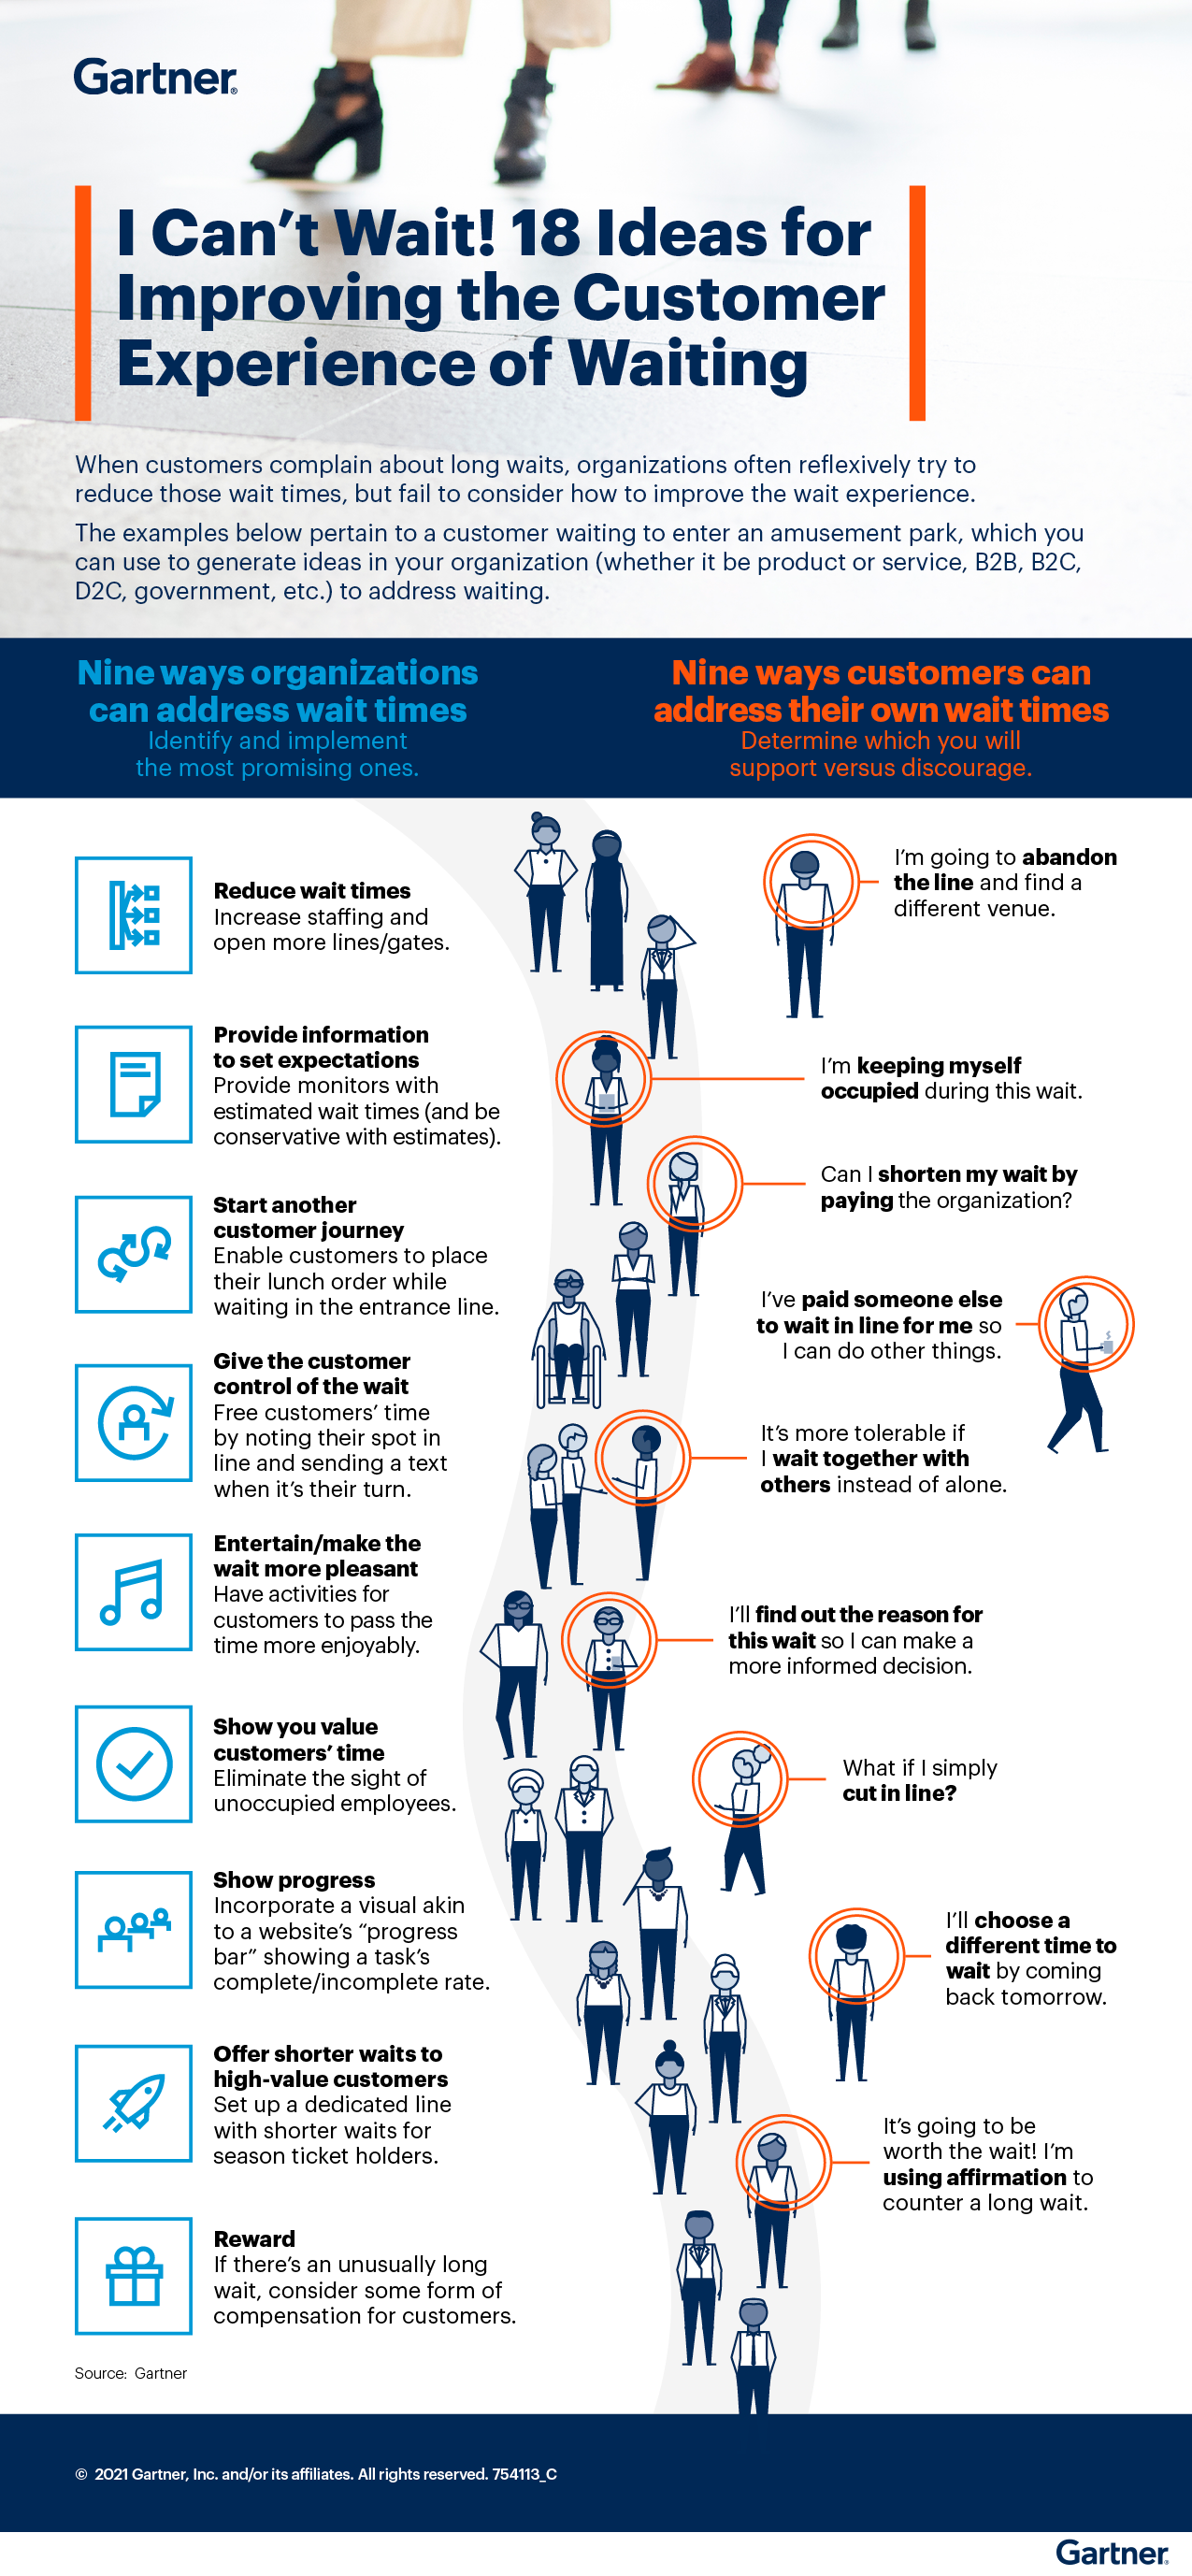 Gartner®
I Can’t Wait! 18 Ideas for
Improving the Customer
Experience of Waiting
When customers complain about long waits, organizations often reflexively try to
reduce those wait times, but fail to consider how to improve the wait experience.
The examples below pertain to a customer waiting to enter an amusement park, which you
can use to generate ideas in your organization (whether it be product or service, B2B, B2C,
D2C, government, etc.) to address waiting.
Nine ways organizations
can address wait times
Identify and implement
the most promising ones.
Nine ways customers can
address their own wait times
Determine which you will
support versus discourage.
Reduce wait times
Increase staffing and
open more lines/gates.
Provide information
to set expectations
Provide monitors with
estimated wait times (and be
conservative with estimates).
Start another
customer journey
Enable customers to place
their lunch order while
waiting in the entrance line.
Give the customer
control of the wait
Free customers’ time
by noting their spot in
line and sending a text
when it’s their turn.
Entertain/make the
wait more pleasant
Have activities for
customers to pass the
time more enjoyably.
Show you value
customers’ time
Eliminate the sight of
unoccupied employees.
Show progress
Incorporate a visual akin
to a website’s “progress
bar” showing a task’s
complete/incomplete rate.
Offer shorter waits to
high-value customers
Set up a dedicated line
with shorter waits for
season ticket holders.
Reward
If there’s an unusually long
wait, consider some form of
compensation for customers.
I’m going to abandon
the line and find a
different venue.
I’m keeping myself
occupied during this wait.
Can I shorten my wait by
paying the organization?
I’ve paid someone else
to wait in line for me so
I can do other things.
It’s more tolerable if
I wait together with
others instead of alone.
I’ll find out the reason for
this wait so I can make a
more informed decision.
What if I simply
cut in line?
I’ll choose a
different time to
wait by coming
back tomorrow.
It’s going to be
worth the wait! I’m
using affirmation to
counter a long wait.
Source: Gartner
© 2021 Gartner, Inc. and/or its affiliates. All rights reserved. 754113_C
Gartner®